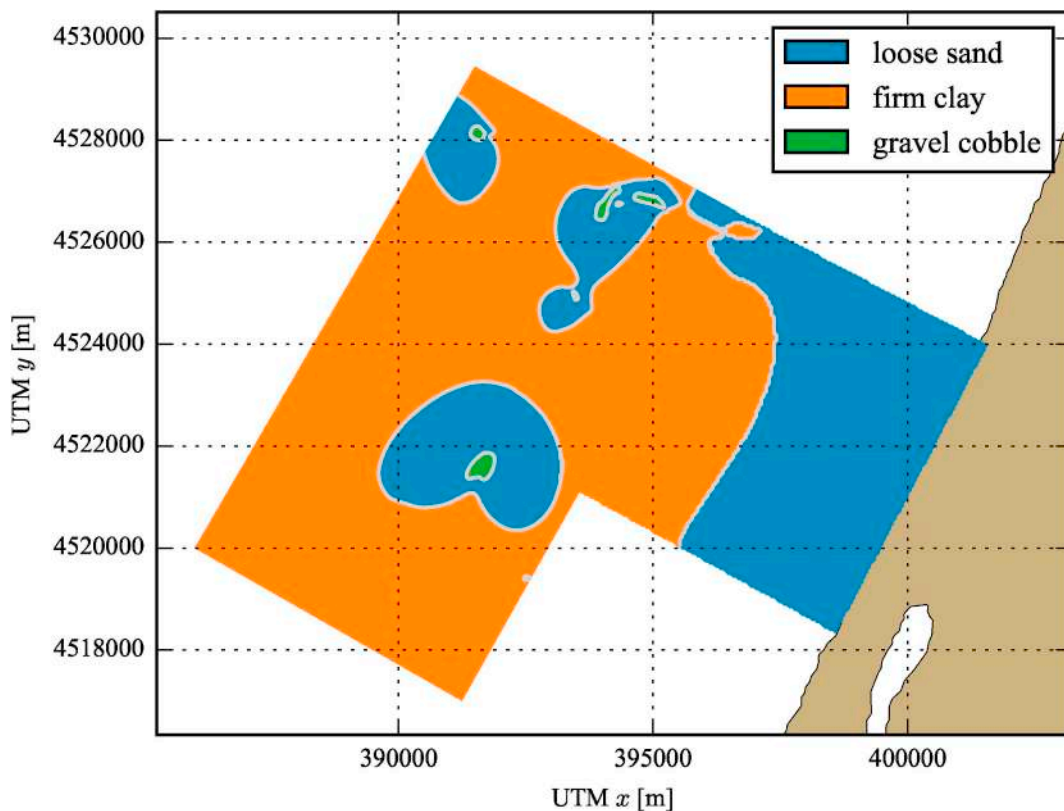 4530000
4528000
4526000
4524000
4522000
4520000
4518000
UTM y [m]
loose sand
firm clay
gravel cobble
390000
395000
400000
UTM x [m]